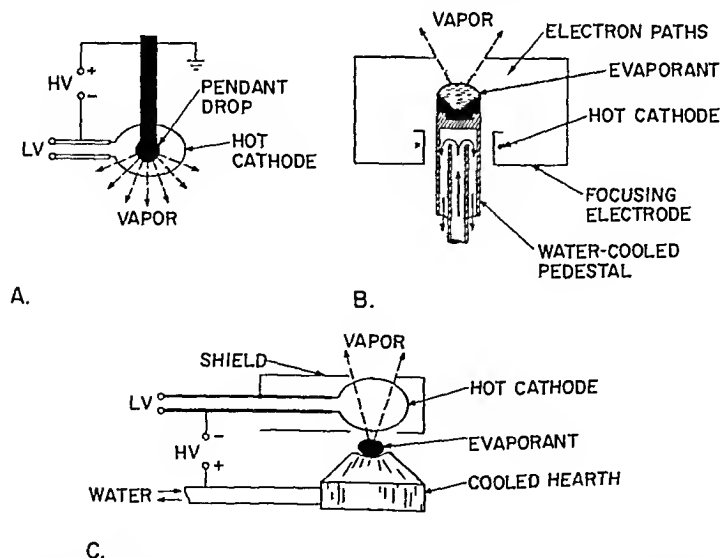 HV
+
−
LV
PENDANT
DROP
HOT
CATHODE
VAPOR
A.
VAPOR
ELECTRON PATHS
EVAPORANT
HOT CATHODE
FOCUSING
ELECTRODE
WATER-COOLED
PEDESTAL
B.
VAPOR
SHIELD
LV
HOT CATHODE
−
HV
+
EVAPORANT
WATER
COOLED HEARTH
C.